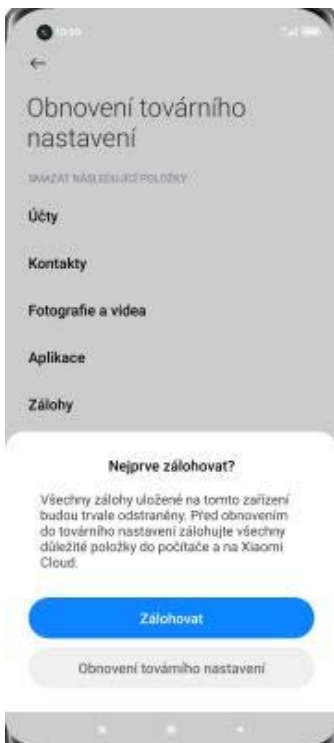 Obnovení továrního
nastavení
SMAZAT NÁSLEDUJÍCÍ POLOŽKY
Účty
Kontakty
Fotografie a videa
Aplikace
Zálohy
Nejprve zálohovat?
Všechny zálohy uložené na tomto zařízení
budou trvale odstraněny. Před obnovením
do továrního nastavení zálohujte všechny
důležité položky do počítače a na Xiaomi
Cloud.
Zálohovat
Obnovení továrního nastavení